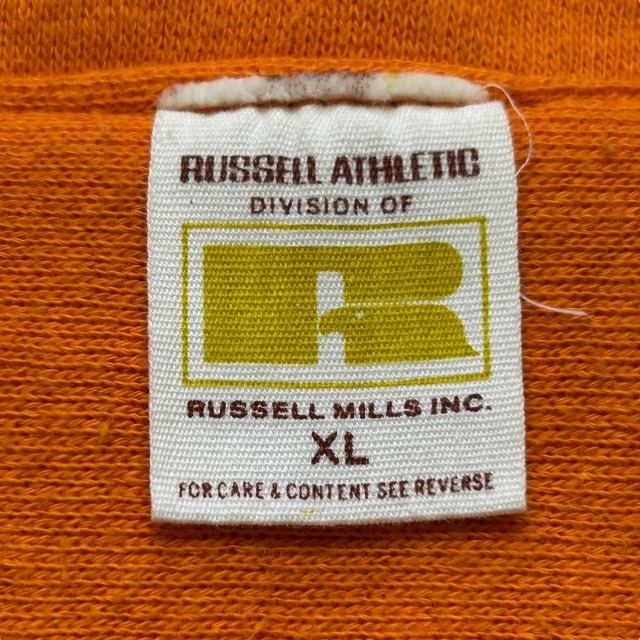 RUSSELL ATHLETIC
DIVISION OF
R
RUSSELL MILLS INC.
XL
FOR CARE & CONTENT SEE REVERSE